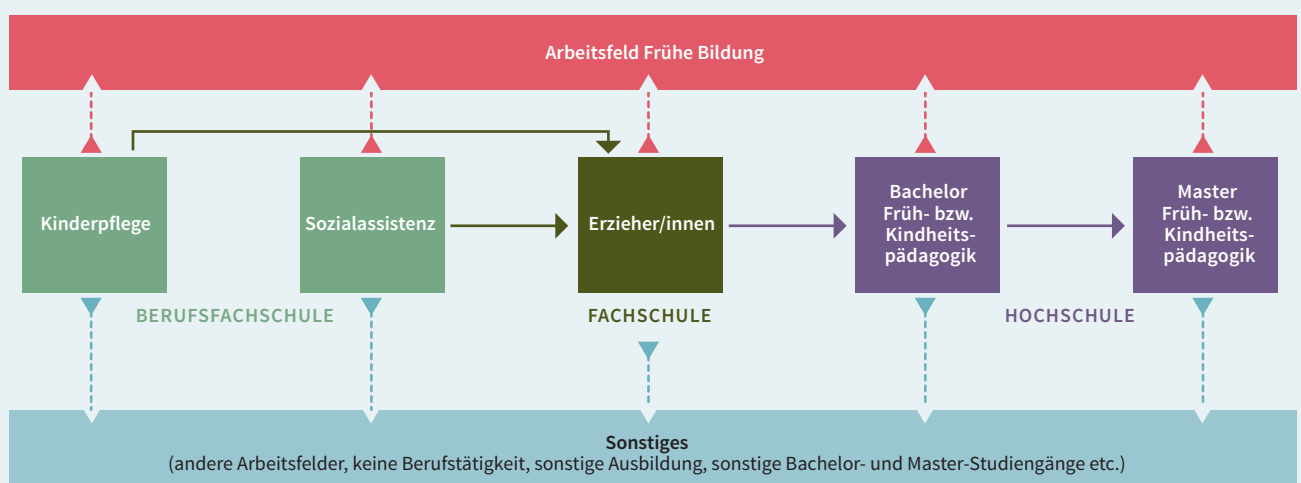 Arbeitsfeld Frühe Bildung
Kinderpflege
Sozialassistenz
Erzieher/innen
Bachelor
Früh- bzw.
Kindheits-
pädagogik
Master
Früh- bzw.
Kindheits-
pädagogik
BERUFSFACHSCHULE
FACHSCHULE
HOCHSCHULE
Sonstiges
(andere Arbeitsfelder, keine Berufstätigkeit, sonstige Ausbildung, sonstige Bachelor- und Master-Studiengänge etc.)